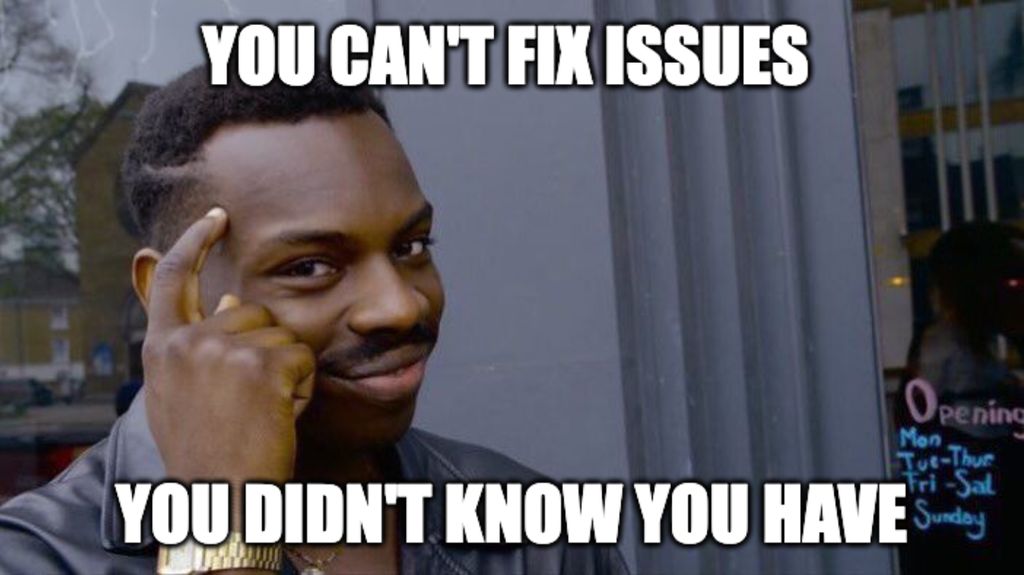 YOU CAN'T FIX ISSUES
Opening
Mon
Tue-Thur
Fri -Sat
Sunday
YOU DIDN'T KNOW YOU HAVE